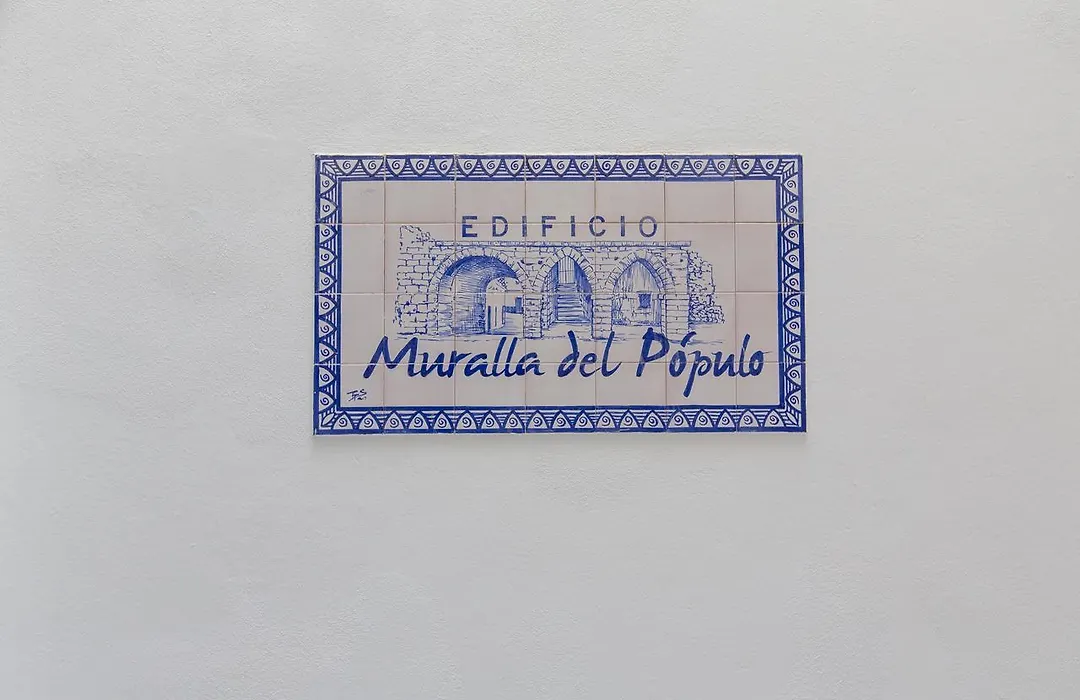 EDIFICIO
Muralla del Pópulo